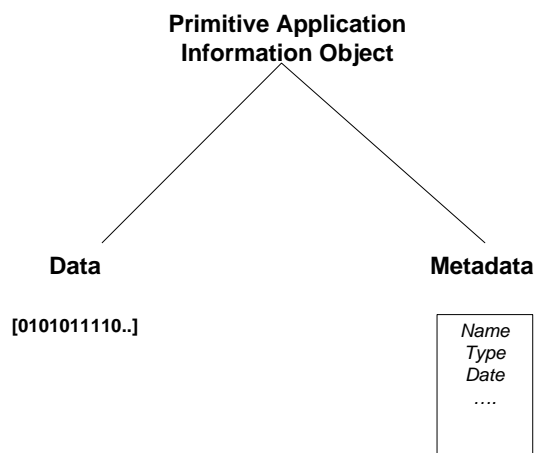 Primitive Application
Information Object
Data
Metadata
[0101011110..]
Name
Type
Date
….